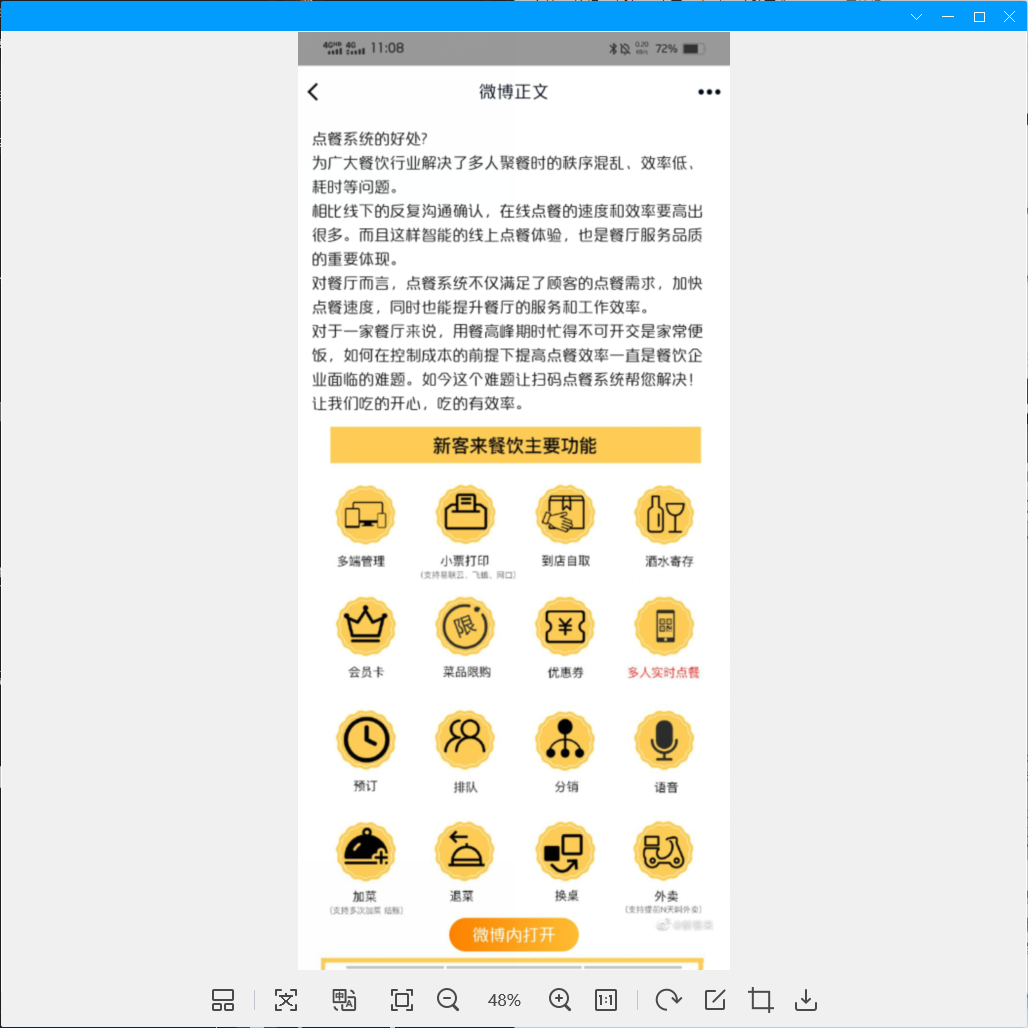 4GHD 4G 11:08 0.20 KB/s 72%
微博正文
点餐系统的好处?
为广大餐饮行业解决了多人聚餐时的秩序混乱、效率低、
耗时等问题。
相比线下的反复沟通确认，在线点餐的速度和效率要高出
很多。而且这样智能的线上点餐体验，也是餐厅服务品质
的重要体现。
对餐厅而言，点餐系统不仅满足了顾客的点餐需求，加快
点餐速度，同时也能提升餐厅的服务和工作效率。
对于一家餐厅来说，用餐高峰期时忙得不可开交是家常便
饭，如何在控制成本的前提下提高点餐效率一直是餐饮企
业面临的难题。如今这个难题让扫码点餐系统帮您解决！
让我们吃的开心，吃的有效率。
新客来餐饮主要功能
多端管理 小票打印 到店自取 酒水寄存
(支持易联云、飞鹅、网口)
限
¥
会员卡 菜品限购 优惠券 多人实时点餐
预订 排队 分销 语音
加菜 退菜 换桌 外卖
(支持多次加菜 结账) (支持提前N天叫外卖)
微博内打开
文 中 A 48% 1:1